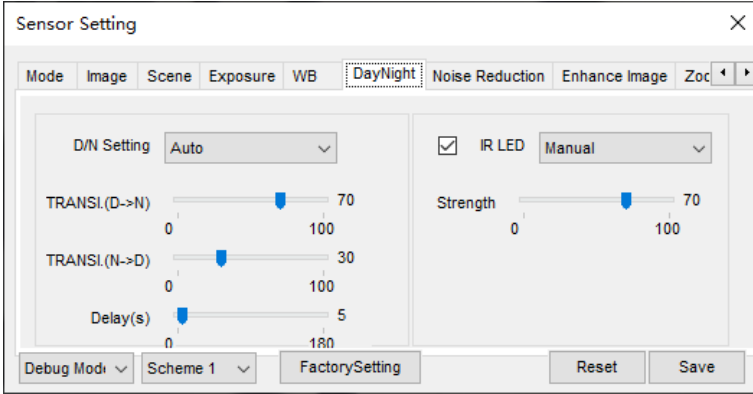 Sensor Setting
Mode Image Scene Exposure WB DayNight Noise Reduction Enhance Image
D/N Setting Auto
IR LED Manual
TRANSI.(D->N) 70
0 100
Strength 70
0 100
TRANSI.(N->D) 30
0 100
Delay(s) 5
0 180
Debug Scheme 1 FactorySetting Reset Save